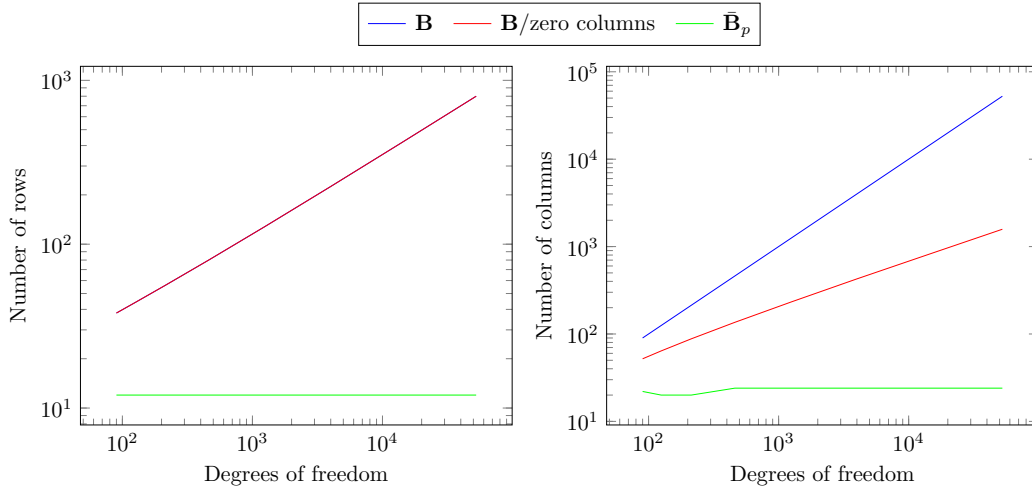 B B/zero columns B̄_p
10^3
10^2
10^1
10^2 10^3 10^4
Number of rows
Degrees of freedom
10^5
10^4
10^3
10^2
10^1
10^2 10^3 10^4
Number of columns
Degrees of freedom